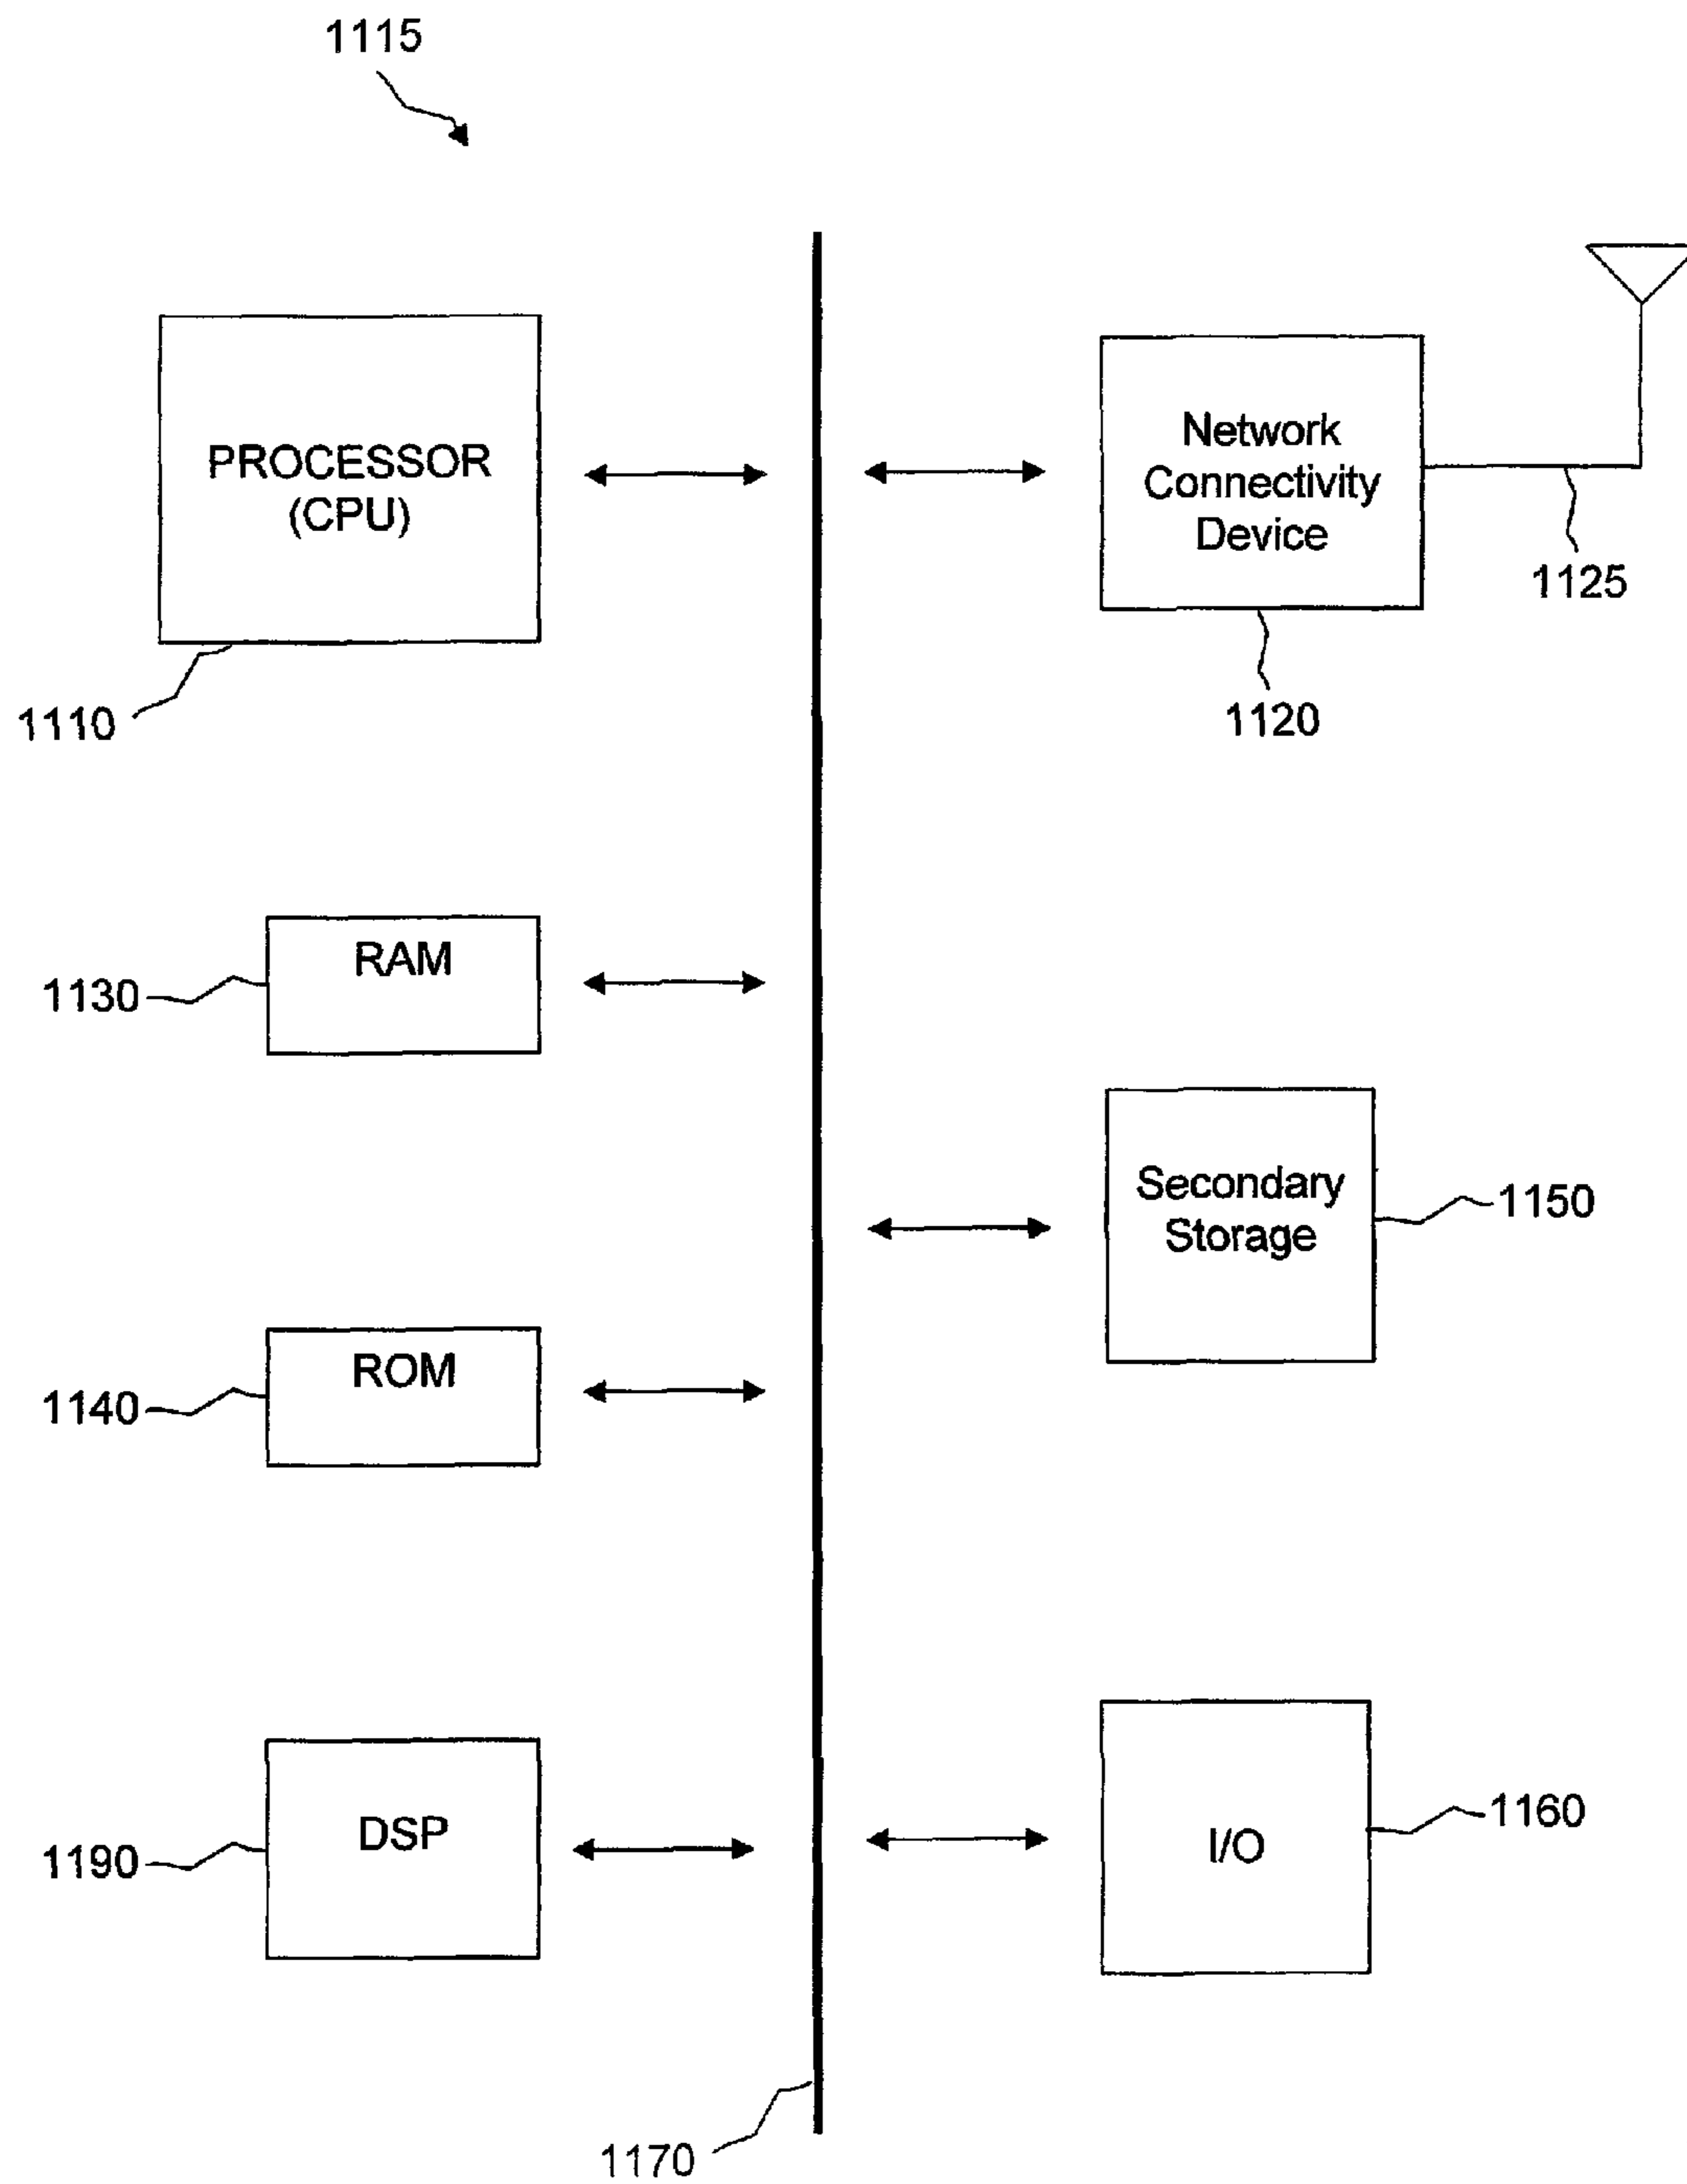 1115
PROCESSOR
(CPU)
1110
Network
Connectivity
Device
1125
1120
RAM
1130
Secondary
Storage
1150
ROM
1140
DSP
1190
I/O
1160
1170